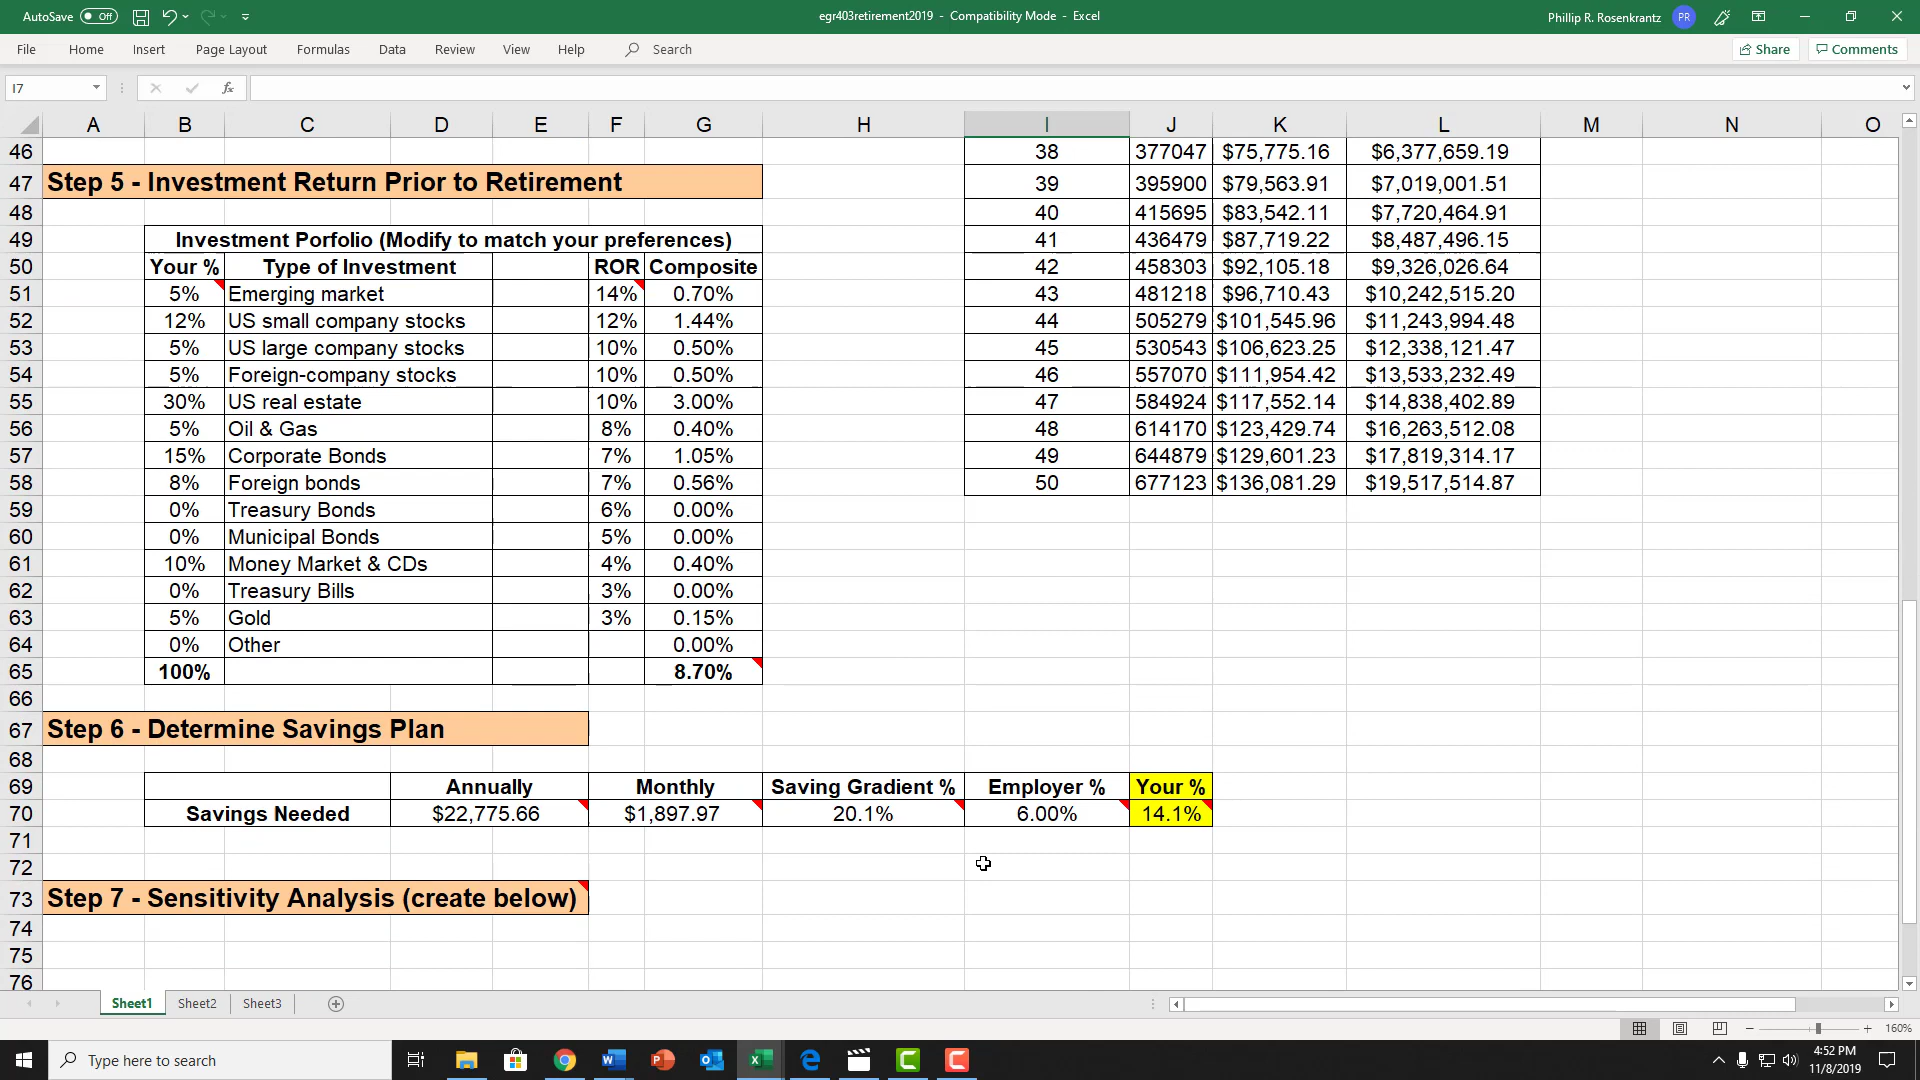 AutoSave Off
egr403retirement2019 - Compatibility Mode - Excel
Phillip R. Rosenkrantz PR
File Home Insert Page Layout Formulas Data Review View Help Search
Share Comments
I7 fx
A B C D E F G H I J K L M N O
46 38 377047 $75,775.16 $6,377,659.19
47 Step 5 - Investment Return Prior to Retirement 39 395900 $79,563.91 $7,019,001.51
48 40 415695 $83,542.11 $7,720,464.91
49 Investment Porfolio (Modify to match your preferences) 41 436479 $87,719.22 $8,487,496.15
50 Your % Type of Investment ROR Composite 42 458303 $92,105.18 $9,326,026.64
51 5% Emerging market 14% 0.70% 43 481218 $96,710.43 $10,242,515.20
52 12% US small company stocks 12% 1.44% 44 505279 $101,545.96 $11,243,994.48
53 5% US large company stocks 10% 0.50% 45 530543 $106,623.25 $12,338,121.47
54 5% Foreign-company stocks 10% 0.50% 46 557070 $111,954.42 $13,533,232.49
55 30% US real estate 10% 3.00% 47 584924 $117,552.14 $14,838,402.89
56 5% Oil & Gas 8% 0.40% 48 614170 $123,429.74 $16,263,512.08
57 15% Corporate Bonds 7% 1.05% 49 644879 $129,601.23 $17,819,314.17
58 8% Foreign bonds 7% 0.56% 50 677123 $136,081.29 $19,517,514.87
59 0% Treasury Bonds 6% 0.00%
60 0% Municipal Bonds 5% 0.00%
61 10% Money Market & CDs 4% 0.40%
62 0% Treasury Bills 3% 0.00%
63 5% Gold 3% 0.15%
64 0% Other 0.00%
65 100% 8.70%
66
67 Step 6 - Determine Savings Plan
68
69 Annually Monthly Saving Gradient % Employer % Your %
70 Savings Needed $22,775.66 $1,897.97 20.1% 6.00% 14.1%
71
72
73 Step 7 - Sensitivity Analysis (create below)
74
75
76
Sheet1 Sheet2 Sheet3
160%
Type here to search
4:52 PM
11/8/2019